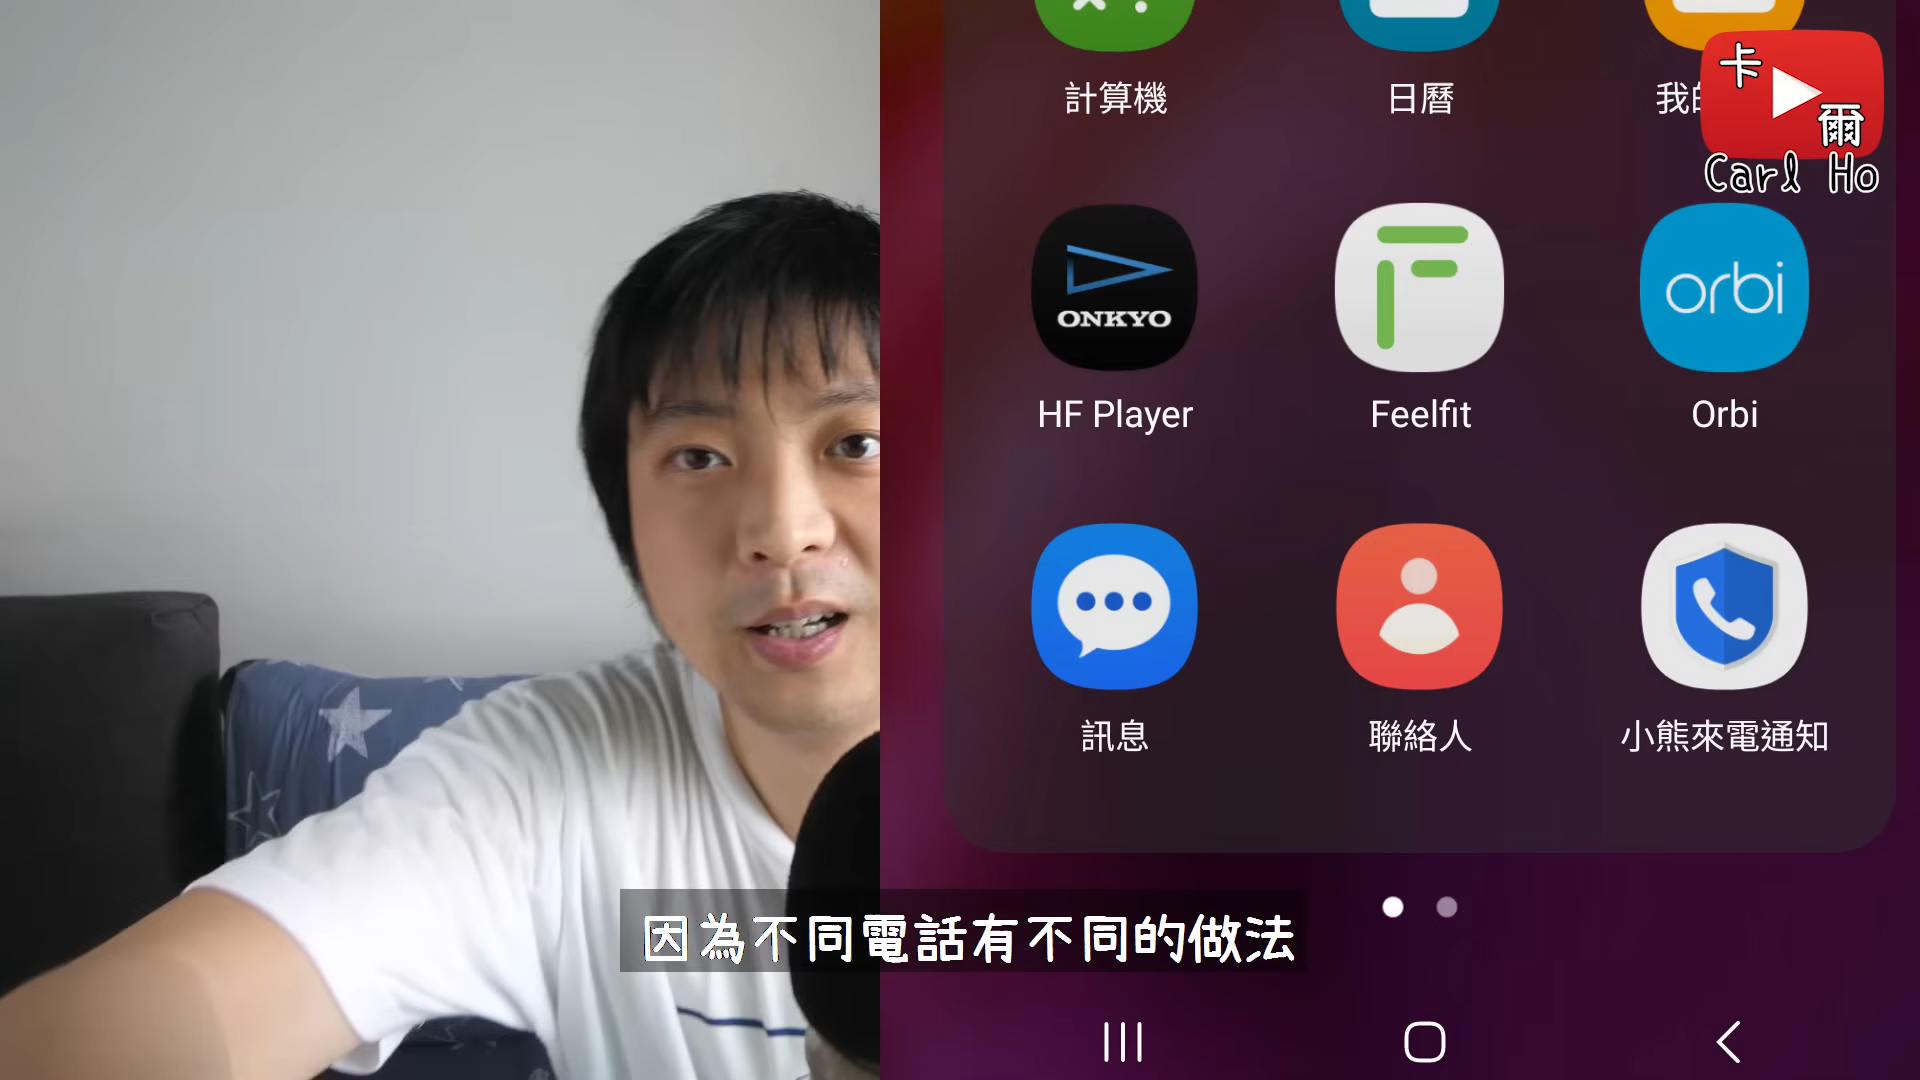 計算機
日曆
我的
卡
爾
Carl Ho
ONKYO
orbi
HF Player
Feelfit
Orbi
訊息
聯絡人
小熊來電通知
因為不同電話有不同的做法